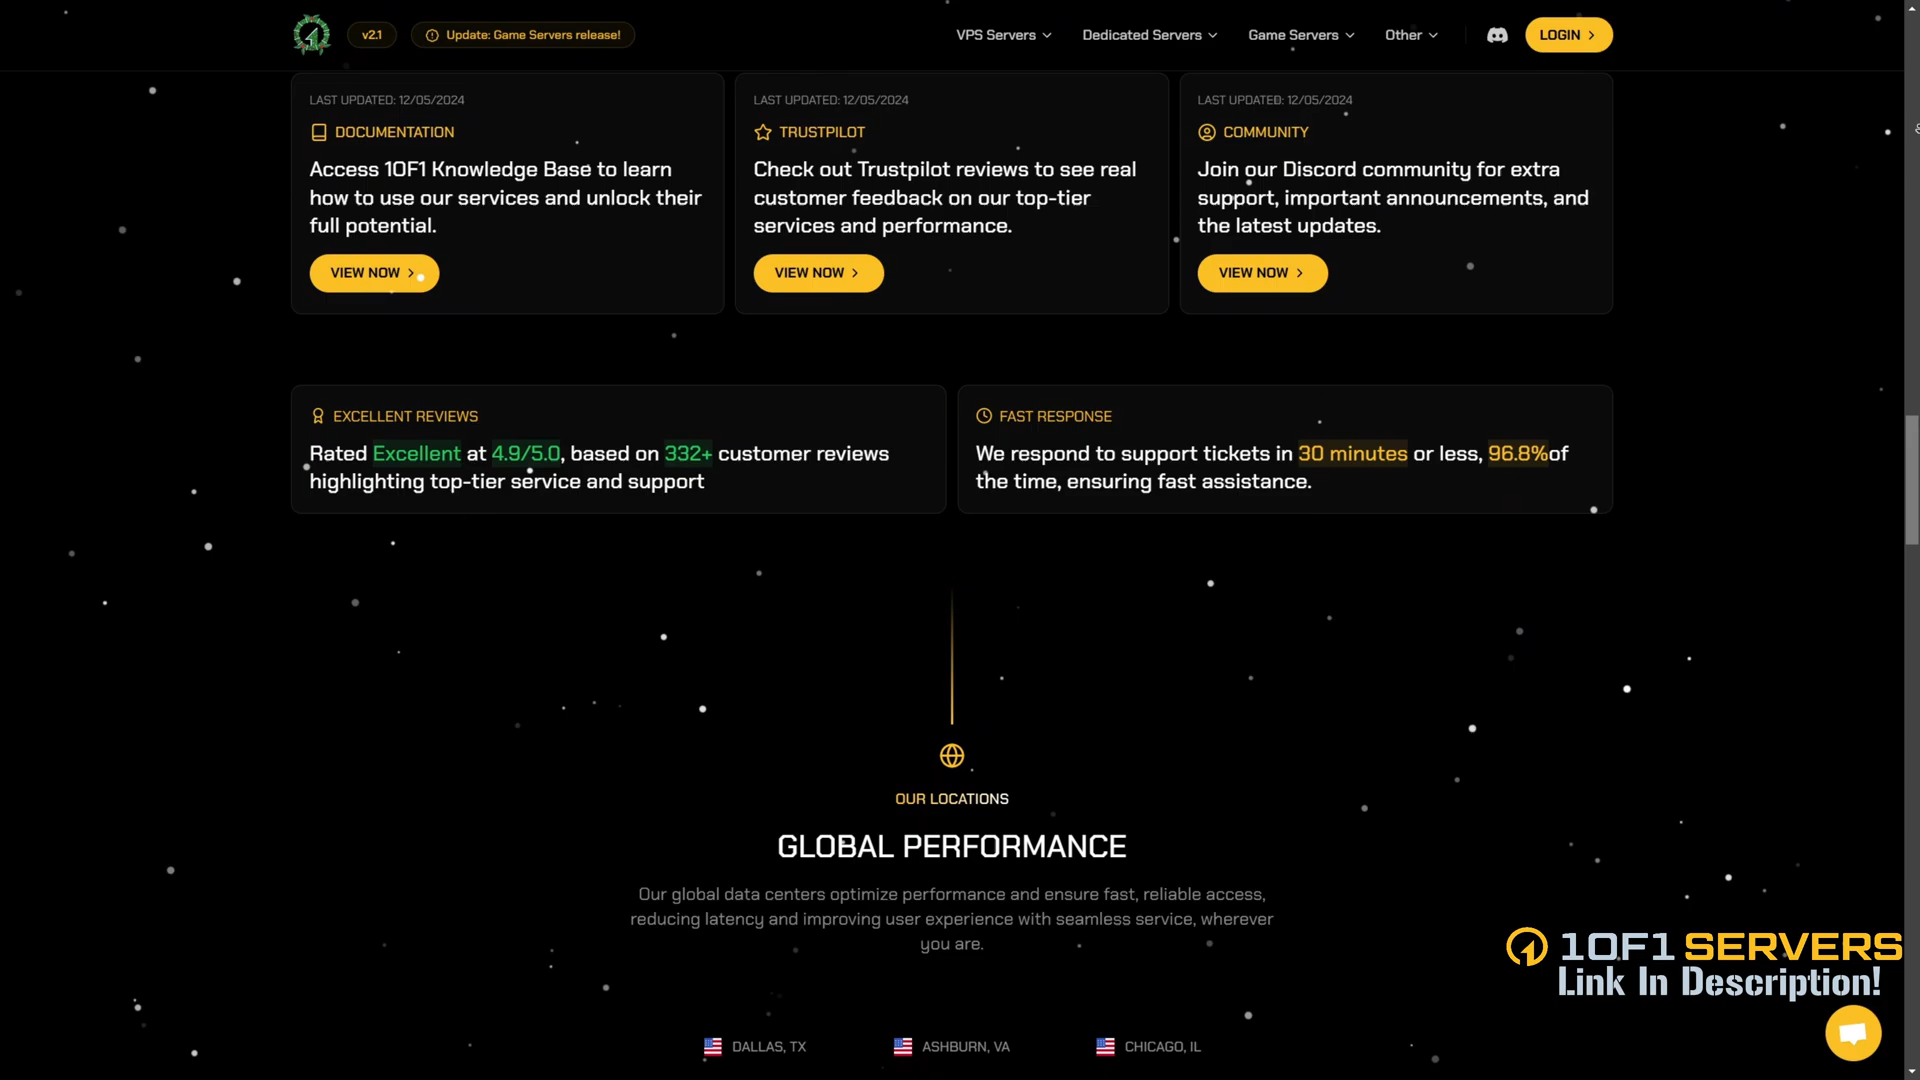 v2.1
Update: Game Servers release!
VPS Servers
Dedicated Servers
Game Servers
Other
LOGIN
LAST UPDATED: 12/05/2024
DOCUMENTATION
Access 1OF1 Knowledge Base to learn
how to use our services and unlock their
full potential.
VIEW NOW
LAST UPDATED: 12/05/2024
TRUSTPILOT
Check out Trustpilot reviews to see real
customer feedback on our top-tier
services and performance.
VIEW NOW
LAST UPDATED: 12/05/2024
COMMUNITY
Join our Discord community for extra
support, important announcements, and
the latest updates.
VIEW NOW
EXCELLENT REVIEWS
Rated Excellent at 4.9/5.0, based on 332+ customer reviews
highlighting top-tier service and support
FAST RESPONSE
We respond to support tickets in 30 minutes or less, 96.8%of
the time, ensuring fast assistance.
OUR LOCATIONS
GLOBAL PERFORMANCE
Our global data centers optimize performance and ensure fast, reliable access,
reducing latency and improving user experience with seamless service, wherever
you are.
DALLAS, TX
ASHBURN, VA
CHICAGO, IL
1OF1 SERVERS
Link In Description!